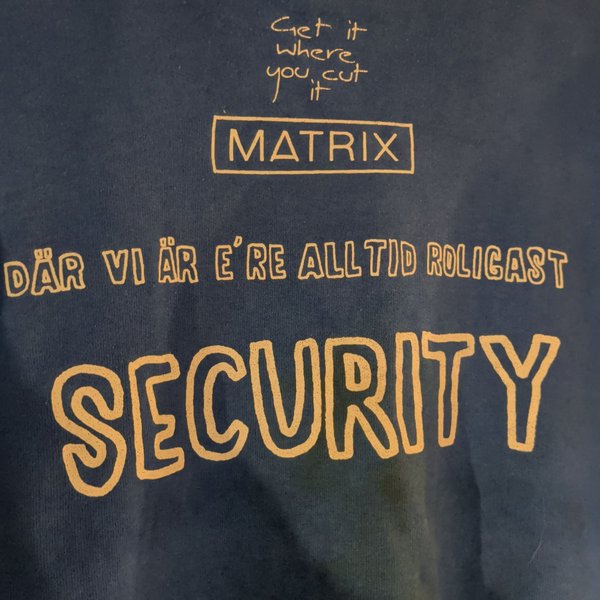 Get it
where
you cut
it
MATRIX
DÄR VI ÄR E'RE ALLTID ROLIGAST
SECURITY